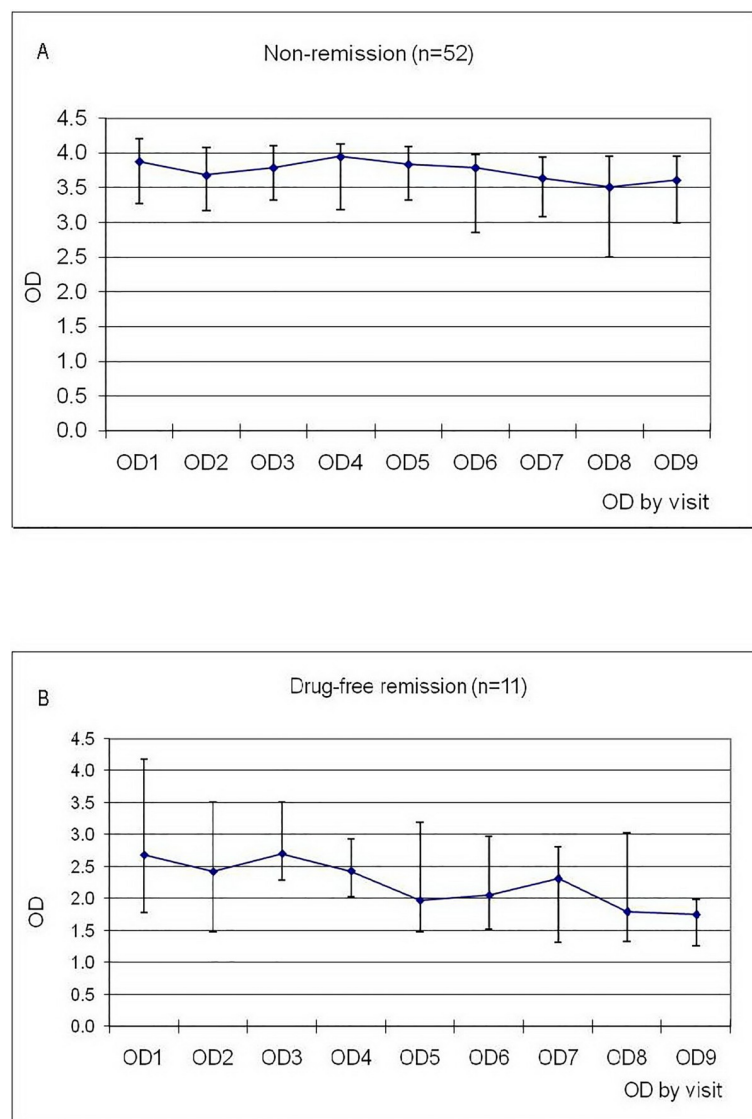 A
Non-remission (n=52)
4.5
4.0
3.5
3.0
2.5
2.0
1.5
1.0
0.5
0.0
OD
OD1 OD2 OD3 OD4 OD5 OD6 OD7 OD8 OD9
OD by visit
B
Drug-free remission (n=11)
4.5
4.0
3.5
3.0
2.5
2.0
1.5
1.0
0.5
0.0
OD
OD1 OD2 OD3 OD4 OD5 OD6 OD7 OD8 OD9
OD by visit